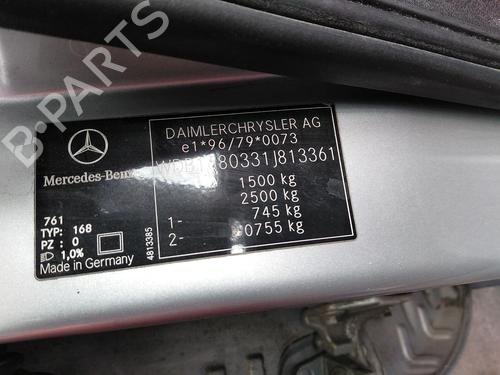 B-PARTS
DAIMLERCHRYSLER AG
e1*96/79*0073
1500 kg
2500 kg
1- 745 kg
2- 0755 kg
Mercedes-Benz
761
TYP: 168
PZ : 0
1,0%
Made in Germany
4813385